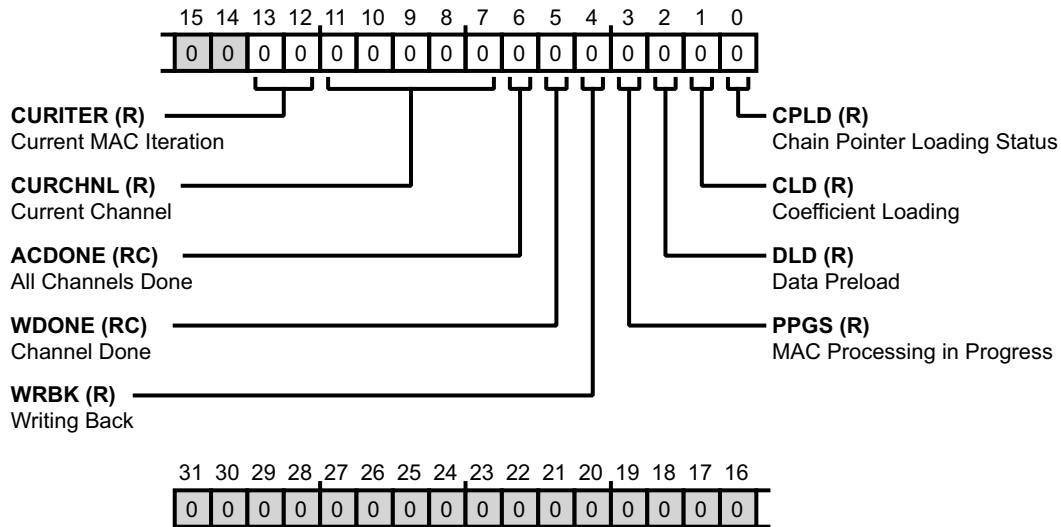 15 14 13 12 11 10 9 8 7 6 5 4 3 2 1 0
0 0 0 0 0 0 0 0 0 0 0 0 0 0 0 0
CURITER (R)
Current MAC Iteration
CURCHNL (R)
Current Channel
ACDONE (RC)
All Channels Done
WDONE (RC)
Channel Done
WRBK (R)
Writing Back
CPLD (R)
Chain Pointer Loading Status
CLD (R)
Coefficient Loading
DLD (R)
Data Preload
PPGS (R)
MAC Processing in Progress
31 30 29 28 27 26 25 24 23 22 21 20 19 18 17 16
0 0 0 0 0 0 0 0 0 0 0 0 0 0 0 0